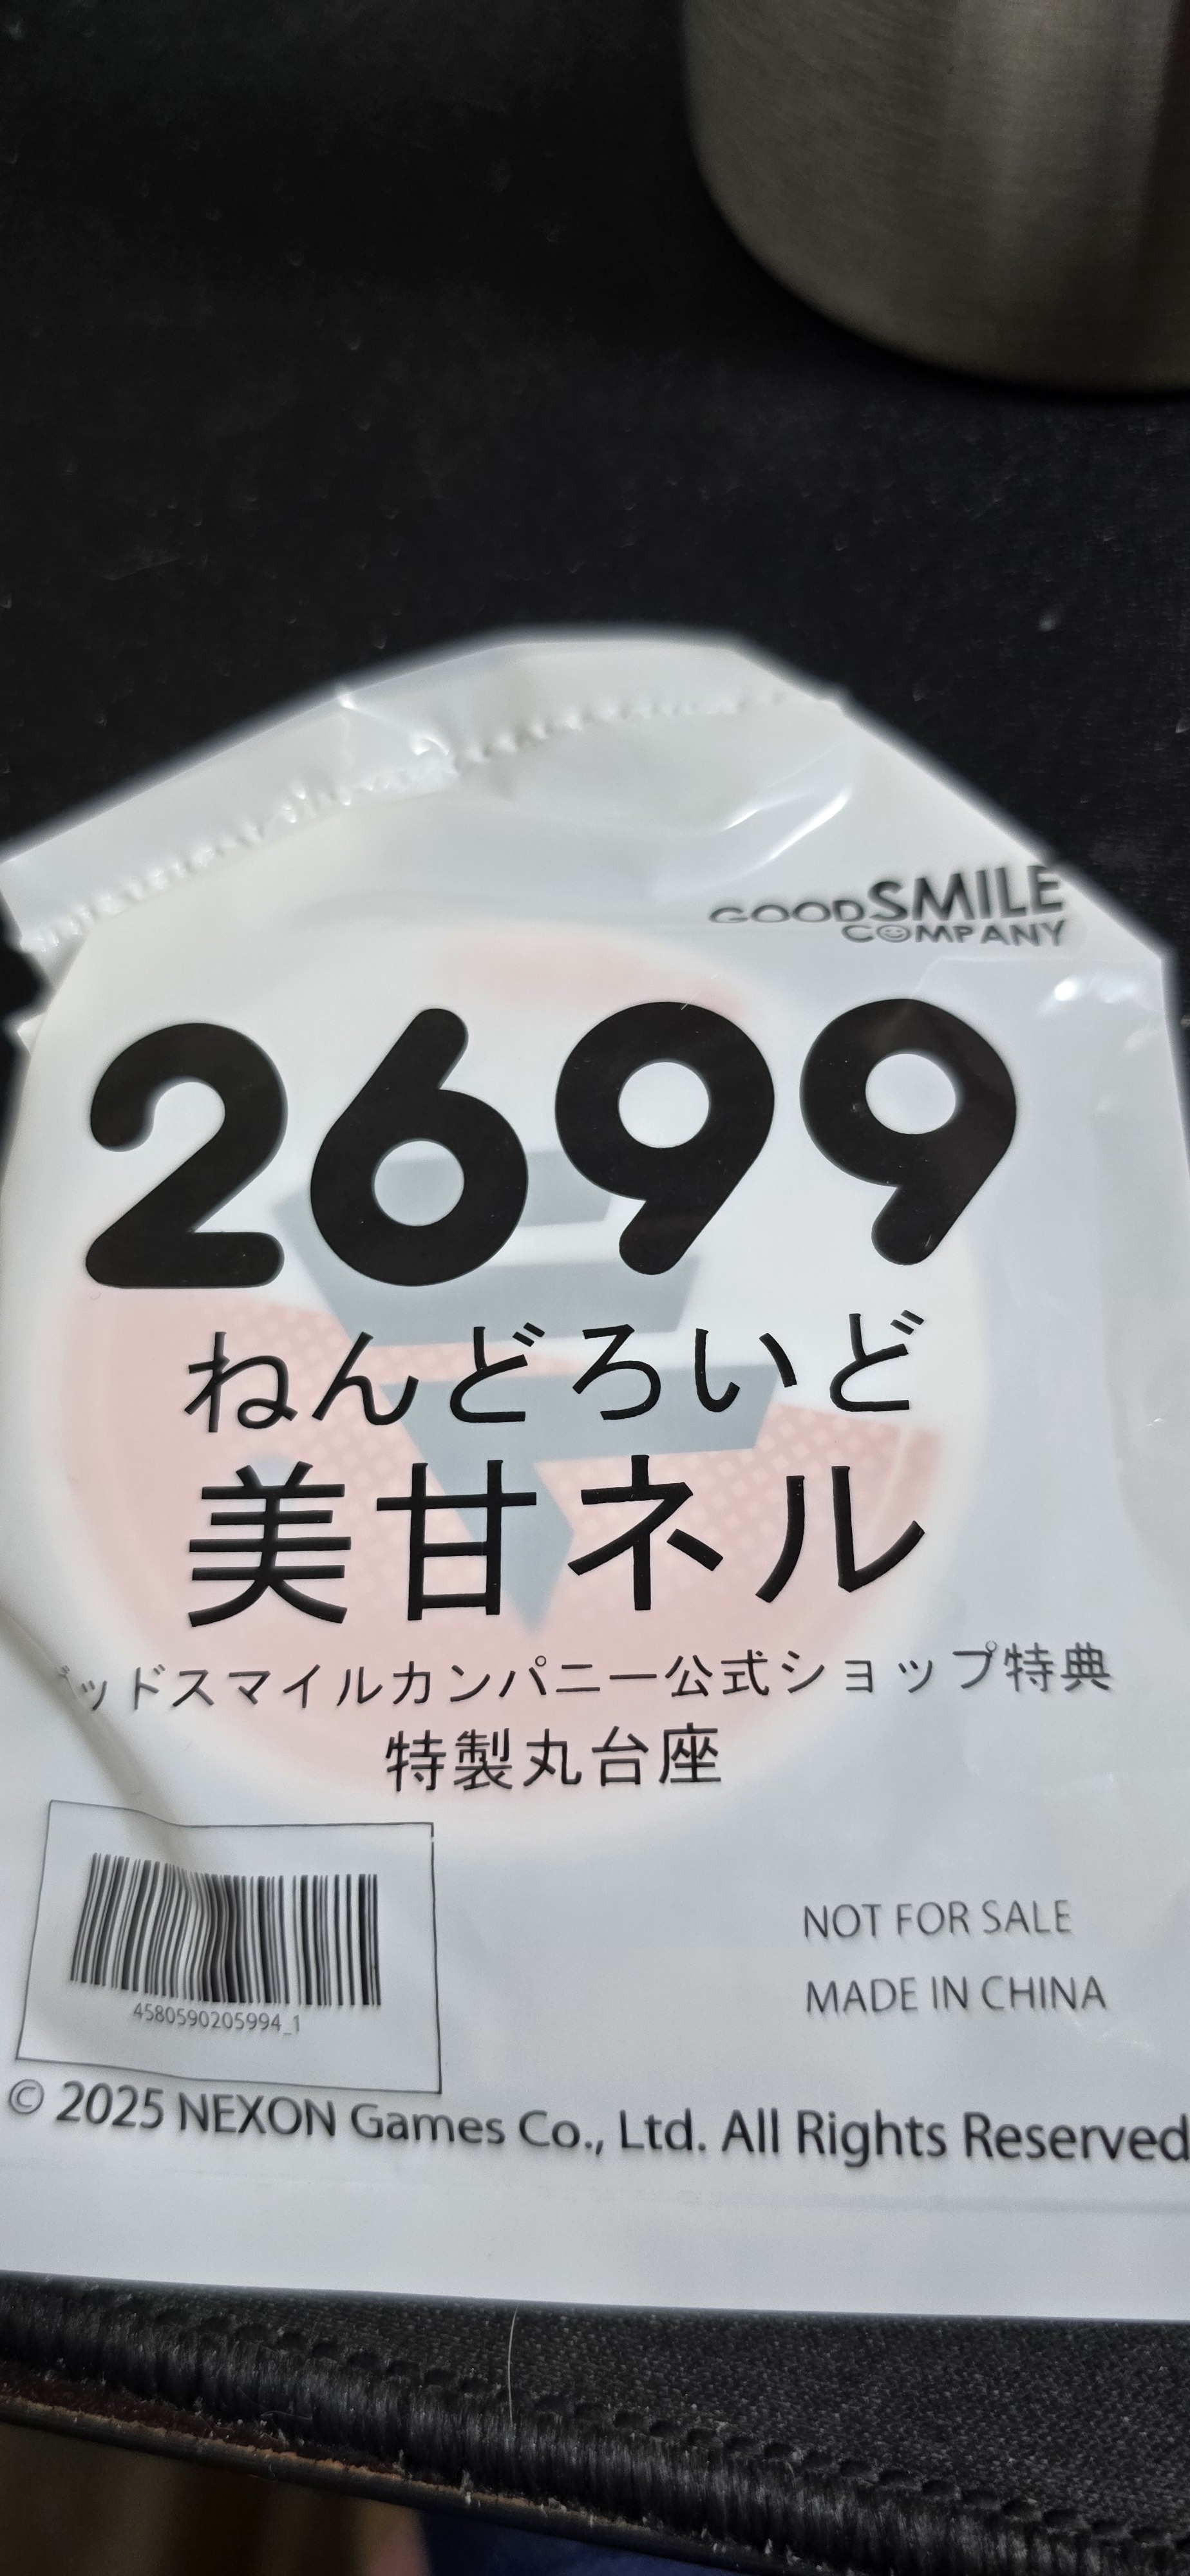 GOODSMILE
COMPANY
2699
ねんどろいど
美甘ネル
グッドスマイルカンパニー公式ショップ特典
特製丸台座
4580590205994_1
NOT FOR SALE
MADE IN CHINA
© 2025 NEXON Games Co., Ltd. All Rights Reserved